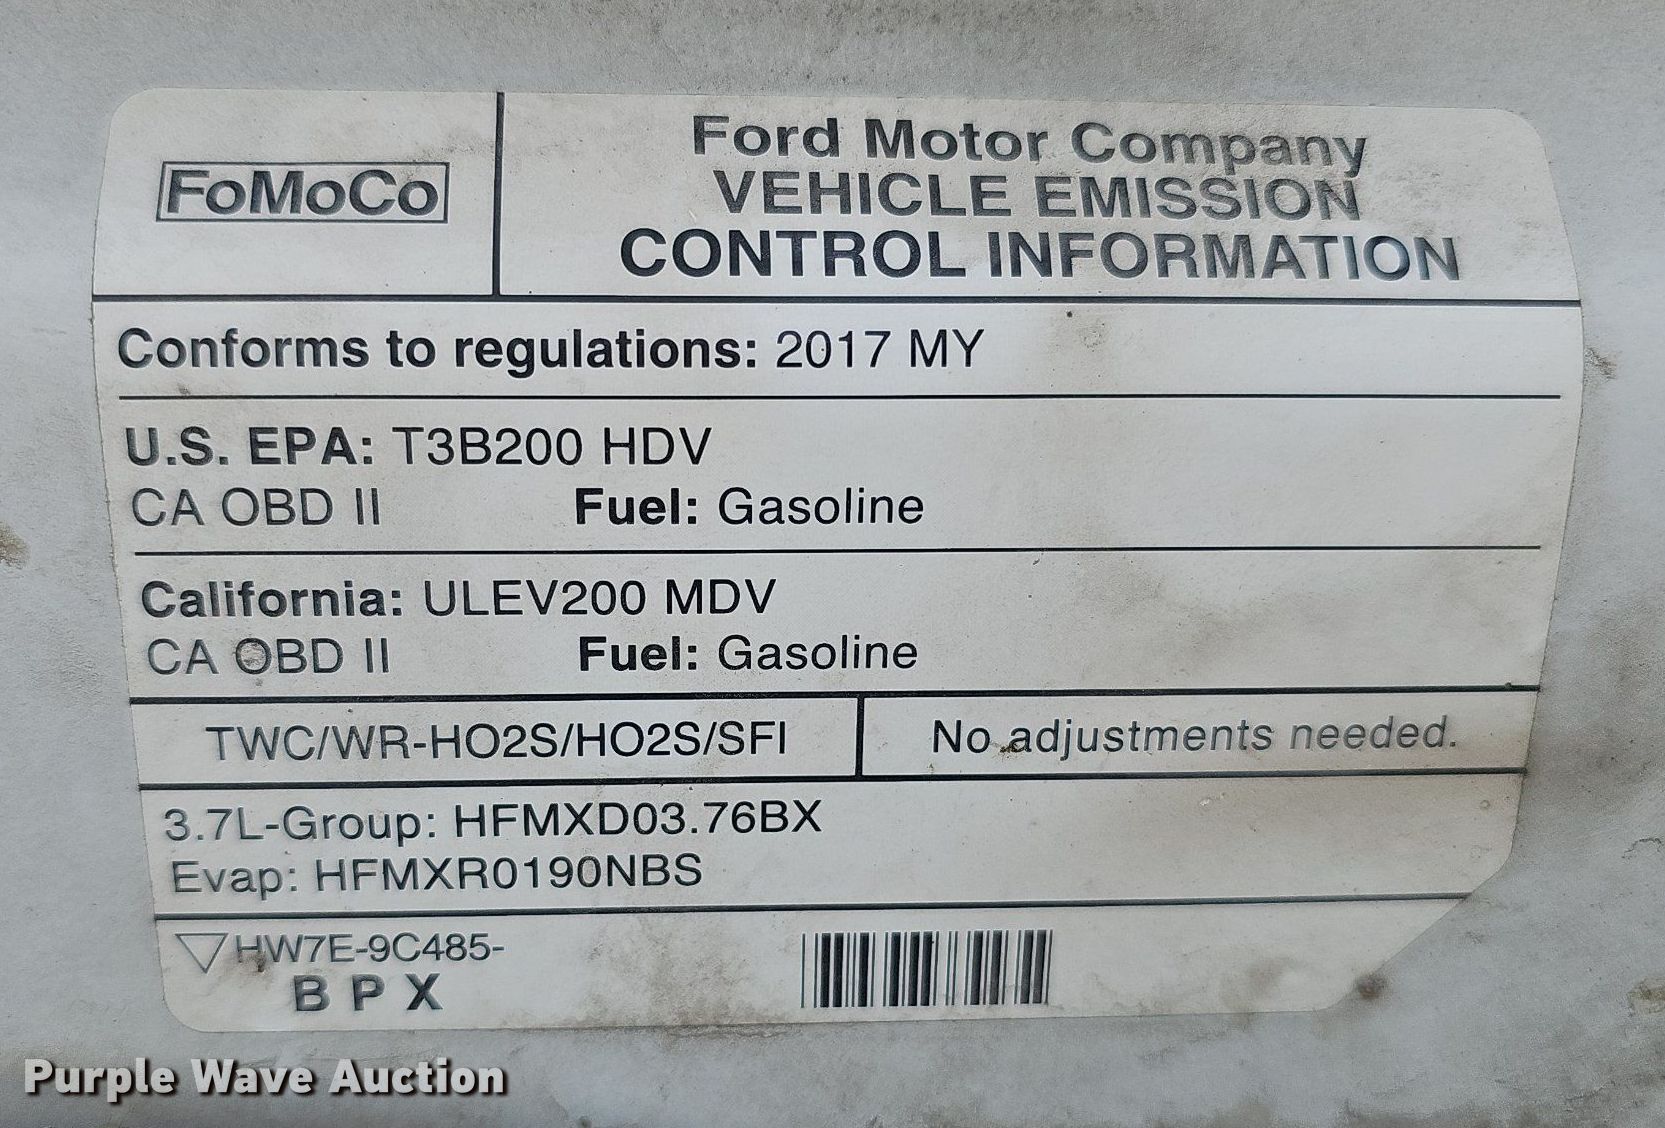 FoMoCo
Ford Motor Company
VEHICLE EMISSION
CONTROL INFORMATION
Conforms to regulations: 2017 MY
U.S. EPA: T3B200 HDV
CA OBD II Fuel: Gasoline
California: ULEV200 MDV
CA OBD II Fuel: Gasoline
TWC/WR-HO2S/HO2S/SFI
No adjustments needed.
3.7L-Group: HFMXD03.76BX
Evap: HFMXR0190NBS
HW7E-9C485-
B P X
Purple Wave Auction